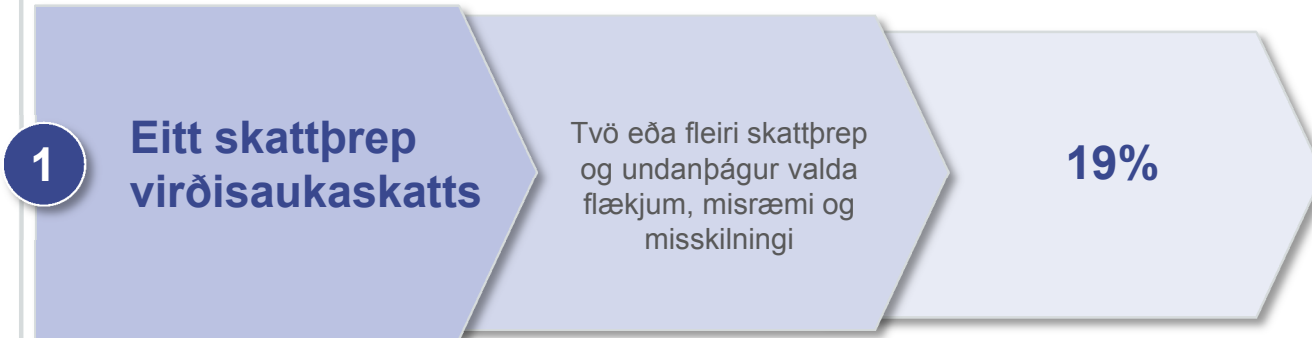 1
Eitt skattþrep
virðisaukaskatts
Tvö eða fleiri skattþrep
og undanþágur valda
flækjum, misræmi og
misskilningi
19%